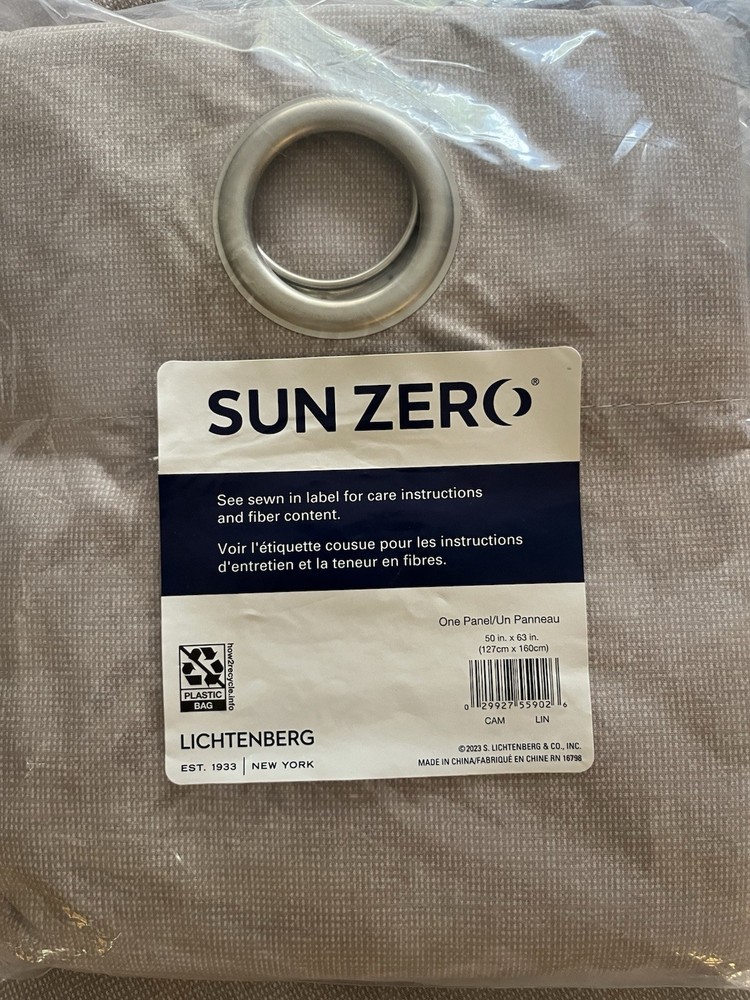 SUN ZERO®
See sewn in label for care instructions
and fiber content.
Voir l'étiquette cousue pour les instructions
d'entretien et la teneur en fibres.
One Panel/Un Panneau
50 in. x 63 in.
(127cm x 160cm)
how2recycle.info
PLASTIC
BAG
0 29927 55902 6
CAM LIN
LICHTENBERG
EST. 1933 | NEW YORK
©2023 S. LICHTENBERG & CO., INC.
MADE IN CHINA/FABRIQUÉ EN CHINE RN 16798